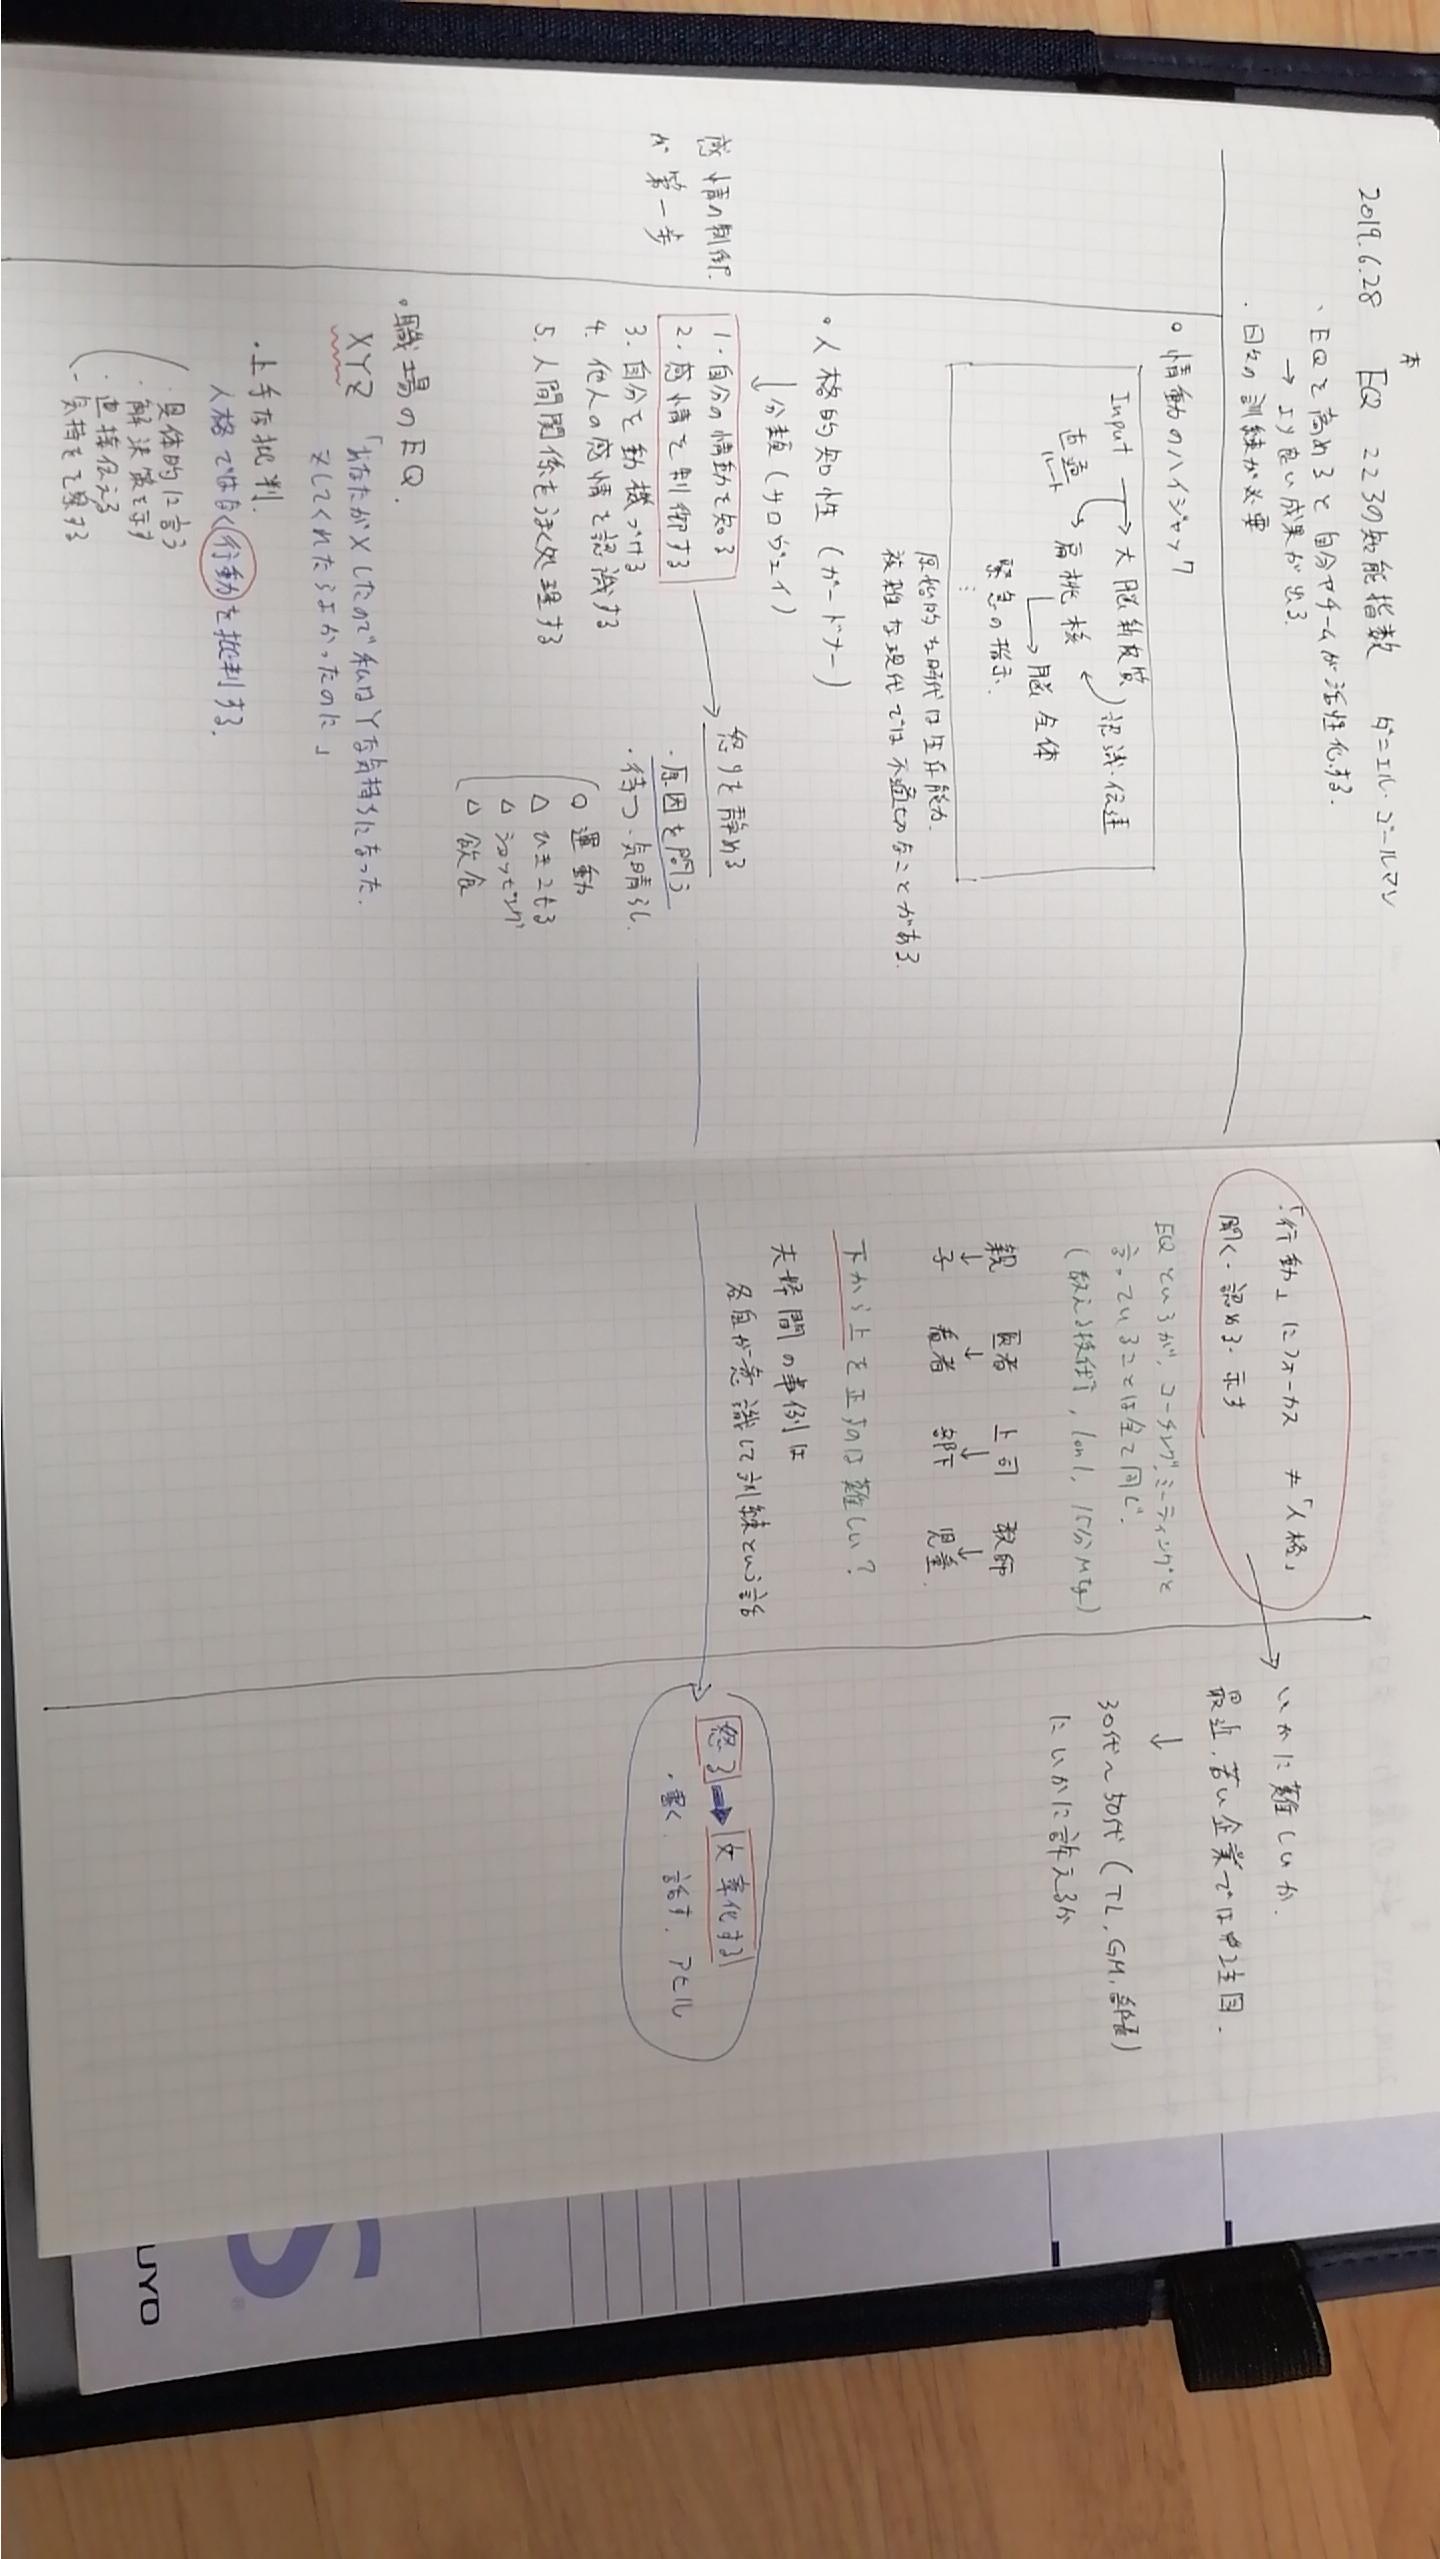 本
2019.6.28 EQ こころの知能指数 ダニエル・ゴールマン
・EQを高めると自分やチームが活性化する.
→ より良い成果が出る.
・日々の訓練が必要
○ 情動のハイジャック
Input → 大脳新皮質
認識・伝達
直通ルート
扁桃核
→ 脳全体
緊急の指示.
⋮
原始的な時代は生存能力.
複雑な現代では不適切なことがある.
○ 人格的知性 (ガードナー)
↓ 分類 (サロヴェイ)
感情の制御.
が第一歩
1. 自分の情動を知る
2. 感情を制御する
3. 自分を動機づける
4. 他人の感情を認識する
5. 人間関係をうまく処理する
→ 怒りを静める
・原因を問う
・待つ・気晴らし.
○ 運動
△ ひきこもる
△ ショッピング
△ 飲食
○ 職場のEQ.
XYZ 「あなたがXしたので私はYな気持ちになった.
Zしてくれたらよかったのに」
・上手な批判.
人格ではなく行動を批判する.
・具体的に言う
・解決策を示す
・直接伝える
・気持を察する
「行動」にフォーカス ≠「人格」
聞く・認める・示す
EQというが, コーチング, ミーティングと
言っていることは全て同じ.
(教える技術, 1on1, 15分Mtg)
親 医者 上司 教師
↓ ↓ ↓ ↓
子 看者 部下 児童
下から上を正すのは難しい?
夫婦間の事例は
各自が意識して訓練という話
→ いかに難しいか.
最近, 若い企業では注目.
↓
30代〜50代 (TL, GM, 部長)
にいかに訴えるか
怒る → 文章化する
・書く, 話す, アヒル
UYO
S